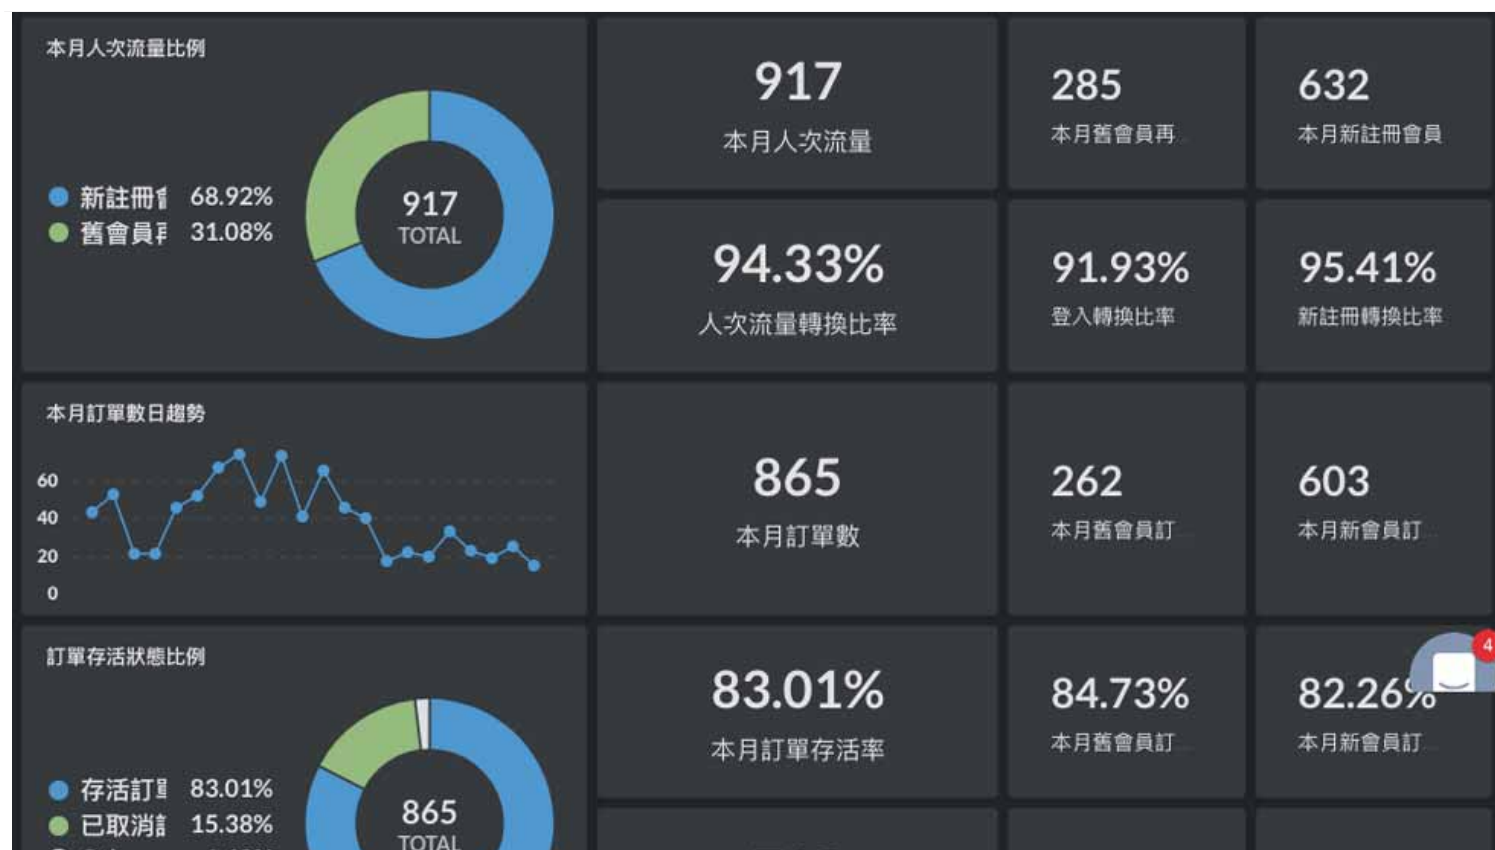 本月人次流量比例
新註冊 68.92%
舊會員 31.08%
917
TOTAL
917
本月人次流量
285
本月舊會員再
632
本月新註冊會員
94.33%
人次流量轉換比率
91.93%
登入轉換比率
95.41%
新註冊轉換比率
本月訂單數日趨勢
60
40
20
0
865
本月訂單數
262
本月舊會員訂
603
本月新會員訂
訂單存活狀態比例
存活訂 83.01%
已取消 15.38%
865
TOTAL
83.01%
本月訂單存活率
84.73%
本月舊會員訂
82.26%
本月新會員訂
4